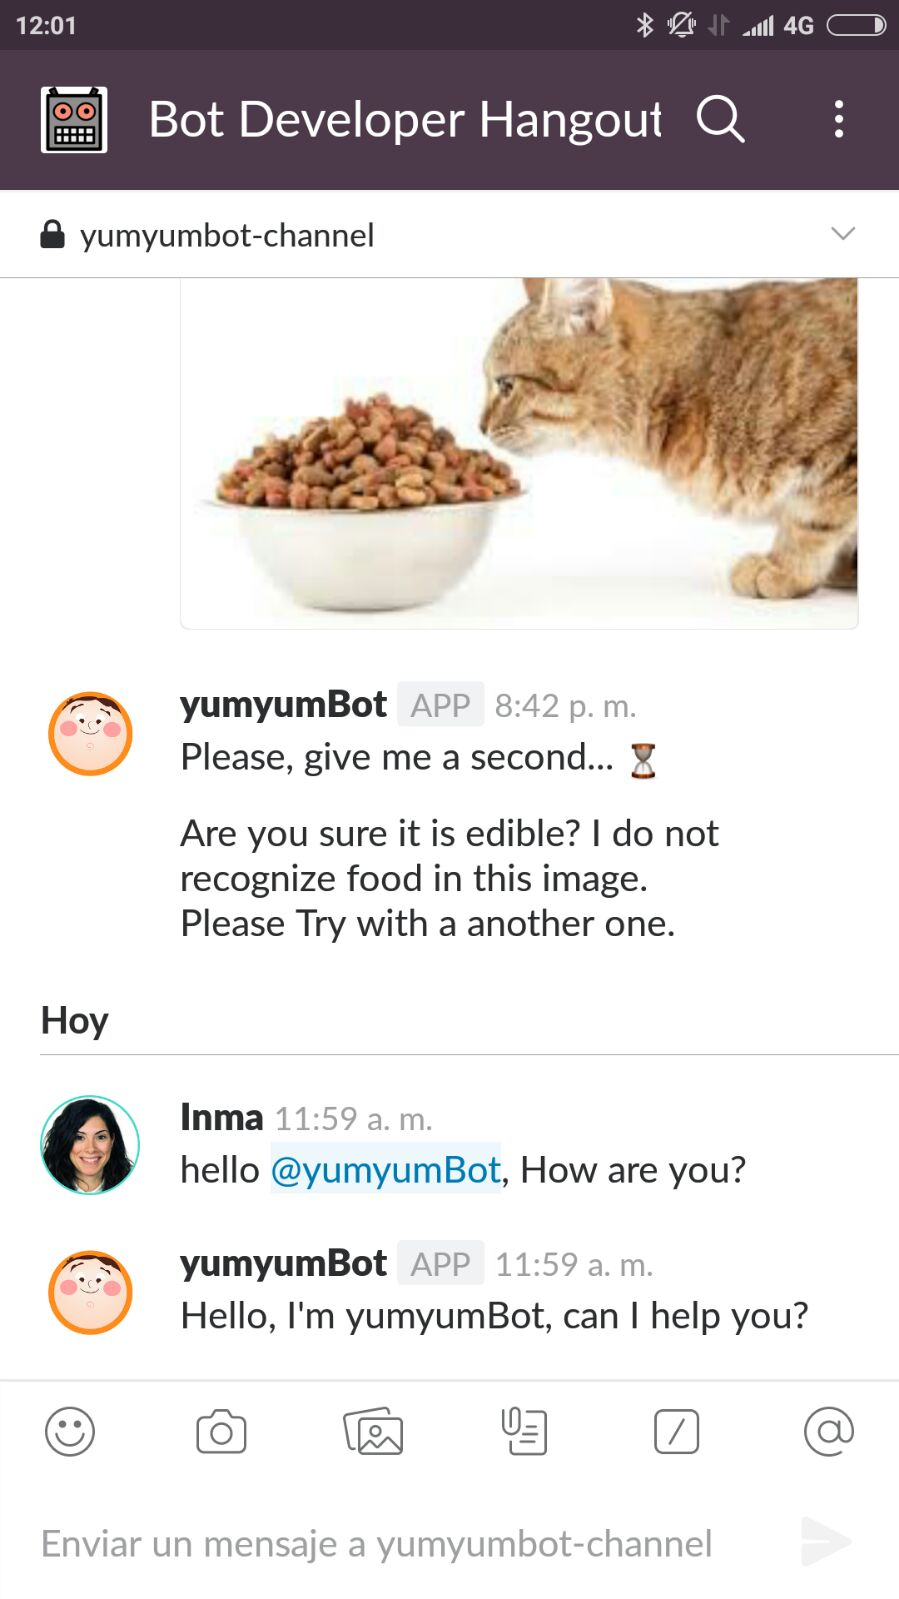 12:01
4G
Bot Developer Hangout
yumyumbot-channel
yumyumBot APP 8:42 p. m.
Please, give me a second... ⏳
Are you sure it is edible? I do not
recognize food in this image.
Please Try with a another one.
Hoy
Inma 11:59 a. m.
hello @yumyumBot, How are you?
yumyumBot APP 11:59 a. m.
Hello, I'm yumyumBot, can I help you?
Enviar un mensaje a yumyumbot-channel